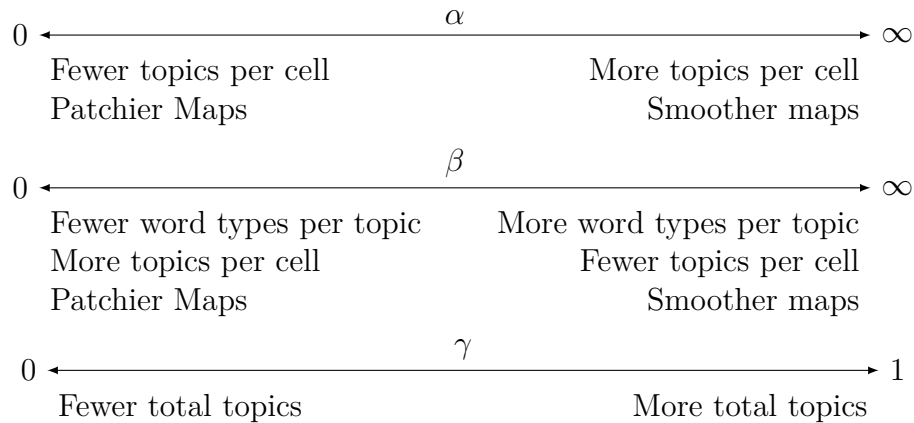 α
0 ∞
Fewer topics per cell More topics per cell
Patchier Maps Smoother maps
β
0 ∞
Fewer word types per topic More word types per topic
More topics per cell Fewer topics per cell
Patchier Maps Smoother maps
γ
0 1
Fewer total topics More total topics